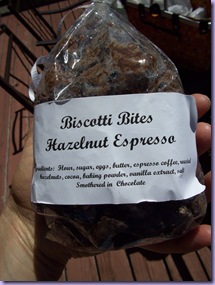 Biscotti Bites
Hazelnut Espresso
Flour, sugar, eggs, butter, espresso coffee,
hazelnuts, cocoa, baking powder, vanilla extract, salt
Smothered in Chocolate